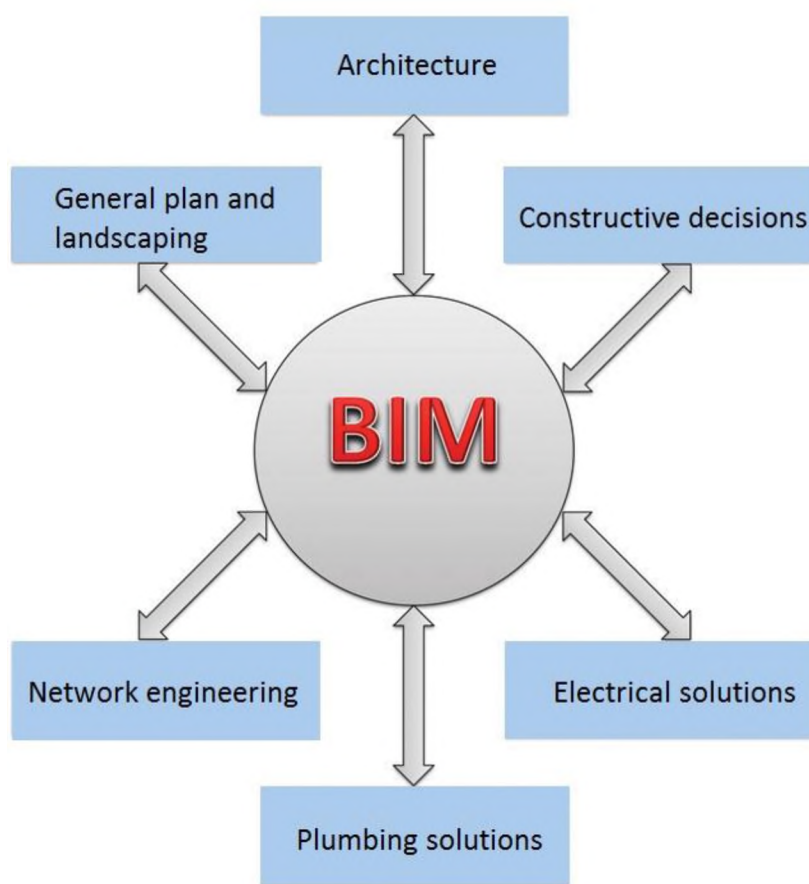 Architecture
General plan and
landscaping
Constructive decisions
BIM
Network engineering
Electrical solutions
Plumbing solutions